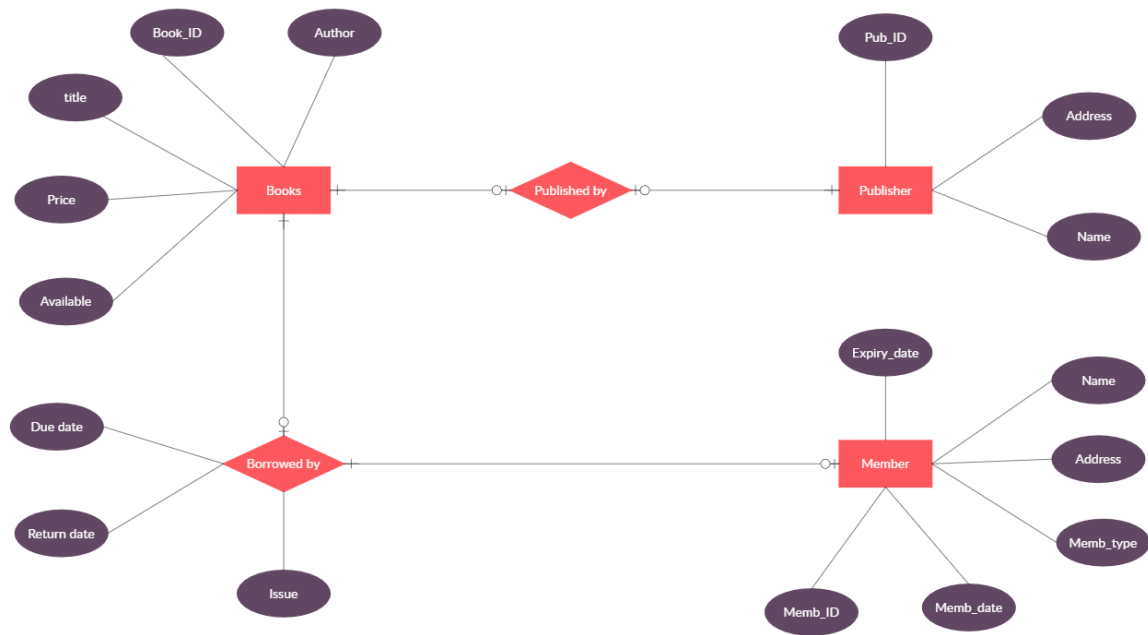 Book_ID
Author
Pub_ID
title
Address
Books
Published by
Publisher
Price
Name
Available
Expiry_date
Name
Due date
Borrowed by
Member
Address
Return date
Memb_type
Issue
Memb_ID
Memb_date